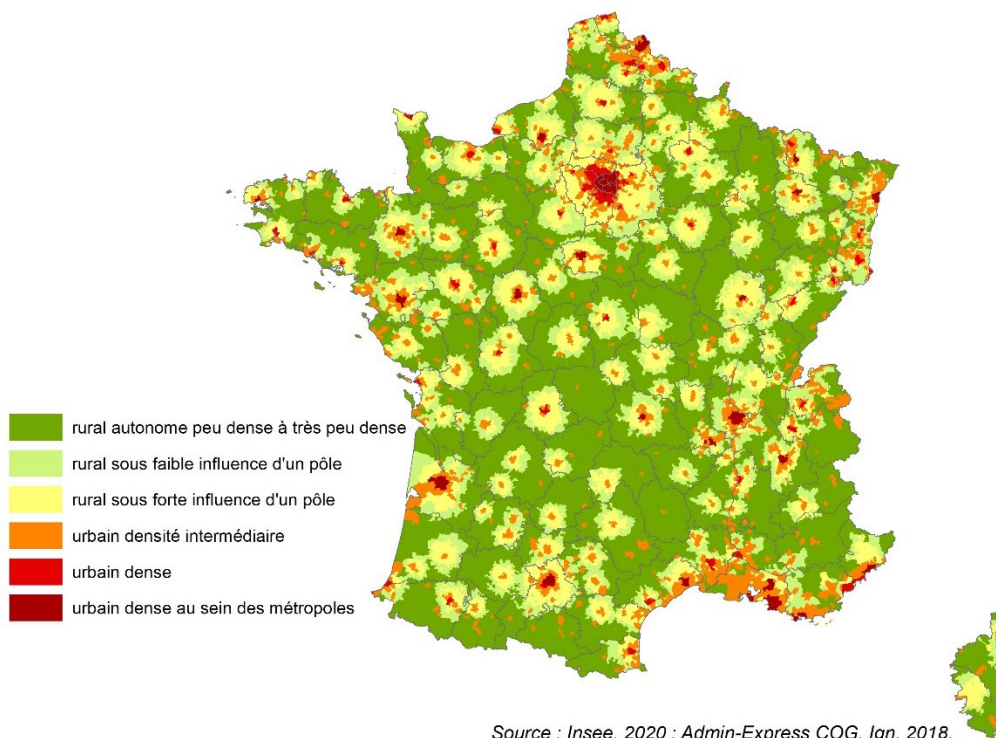 rural autonome peu dense à très peu dense
rural sous faible influence d'un pôle
rural sous forte influence d'un pôle
urbain densité intermédiaire
urbain dense
urbain dense au sein des métropoles
Source : Insee, 2020 ; Admin-Express COG, Ign, 2018.